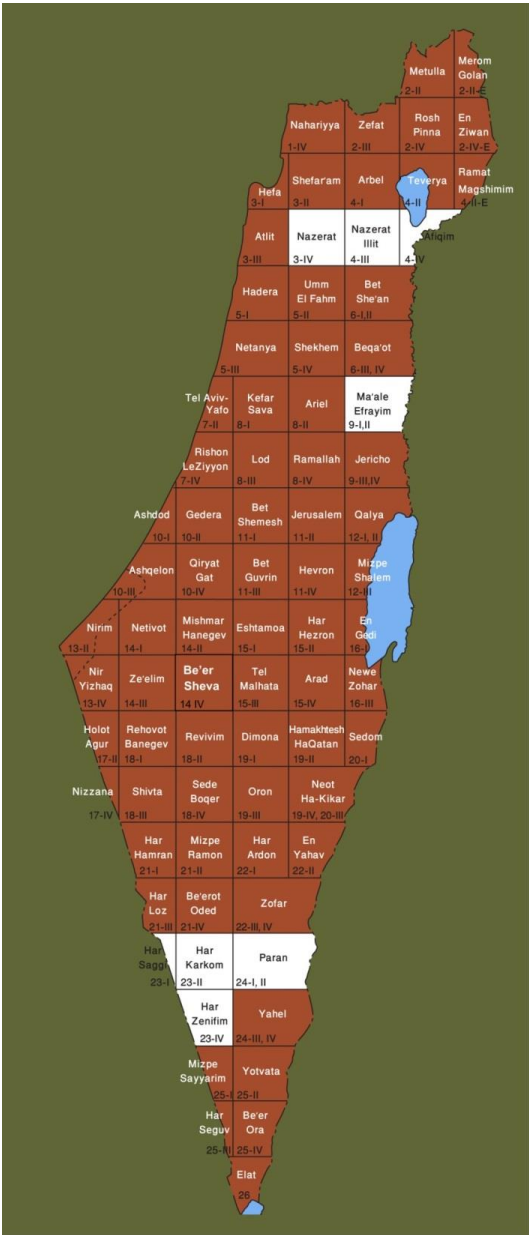 Metulla
2-II
Merom
Golan
2-II-E
Nahariyya
1-IV
Zefat
2-III
Rosh
Pinna
2-IV
En
Ziwan
2-IV-E
Hefa
3-I
Shefar'am
3-II
Arbel
4-I
Teverya
4-II
Ramat
Magshimim
4-II-E
Atlit
3-III
Nazerat
3-IV
Nazerat
Illit
4-III
Afiqim
4-IV
Hadera
5-I
Umm
El Fahm
5-II
Bet
She'an
6-I,II
Netanya
5-III
Shekhem
5-IV
Beqa'ot
6-III, IV
Tel Aviv-
Yafo
7-II
Kefar
Sava
8-I
Ariel
8-II
Ma'ale
Efrayim
9-I,II
Rishon
LeZiyyon
7-IV
Lod
8-III
Ramallah
8-IV
Jericho
9-III,IV
Ashdod
10-I
Gedera
10-II
Bet
Shemesh
11-I
Jerusalem
11-II
Qalya
12-I, II
Ashqelon
10-III
Qiryat
Gat
10-IV
Bet
Guvrin
11-III
Hevron
11-IV
Mizpe
Shalem
12-III
Nirim
13-II
Netivot
14-I
Mishmar
Hanegev
14-II
Eshtamoa
15-I
Har
Hezron
15-II
En
Gedi
16-I
Nir
Yizhaq
13-IV
Ze'elim
14-III
Be'er
Sheva
14 IV
Tel
Malhata
15-III
Arad
15-IV
Newe
Zohar
16-III
Holot
Agur
17-II
Rehovot
Banegev
18-I
Revivim
18-II
Dimona
19-I
Hamakhtesh
HaQatan
19-II
Sedom
20-I
Nizzana
17-IV
Shivta
18-III
Sede
Boqer
18-IV
Oron
19-III
Neot
Ha-Kikar
19-IV, 20-III
Har
Hamran
21-I
Mizpe
Ramon
21-II
Har
Ardon
22-I
En
Yahav
22-II
Har
Loz
21-III
Be'erot
Oded
21-IV
Zofar
22-III, IV
Har
Saggi
23-I
Har
Karkom
23-II
Paran
24-I, II
Har
Zenifim
23-IV
Yahel
24-III, IV
Mizpe
Sayyarim
25-I
Yotvata
25-II
Har
Seguv
25-III
Be'er
Ora
25-IV
Elat
26